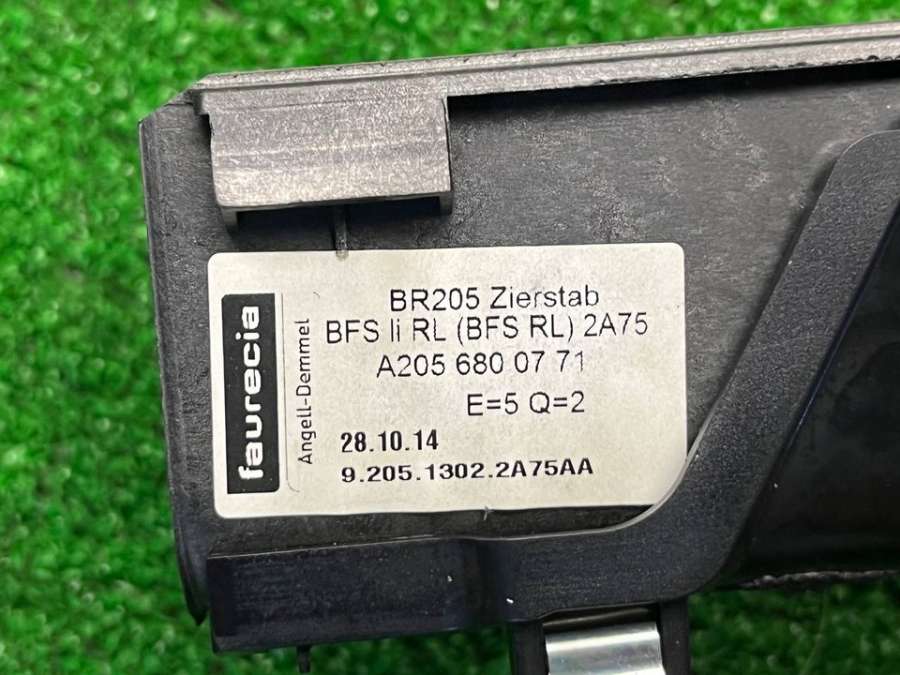 faurecia
Angell-Demmel
BR205 Zierstab
BFS li RL (BFS RL) 2A75
A205 680 07 71
E=5 Q=2
28.10.14
9.205.1302.2A75AA